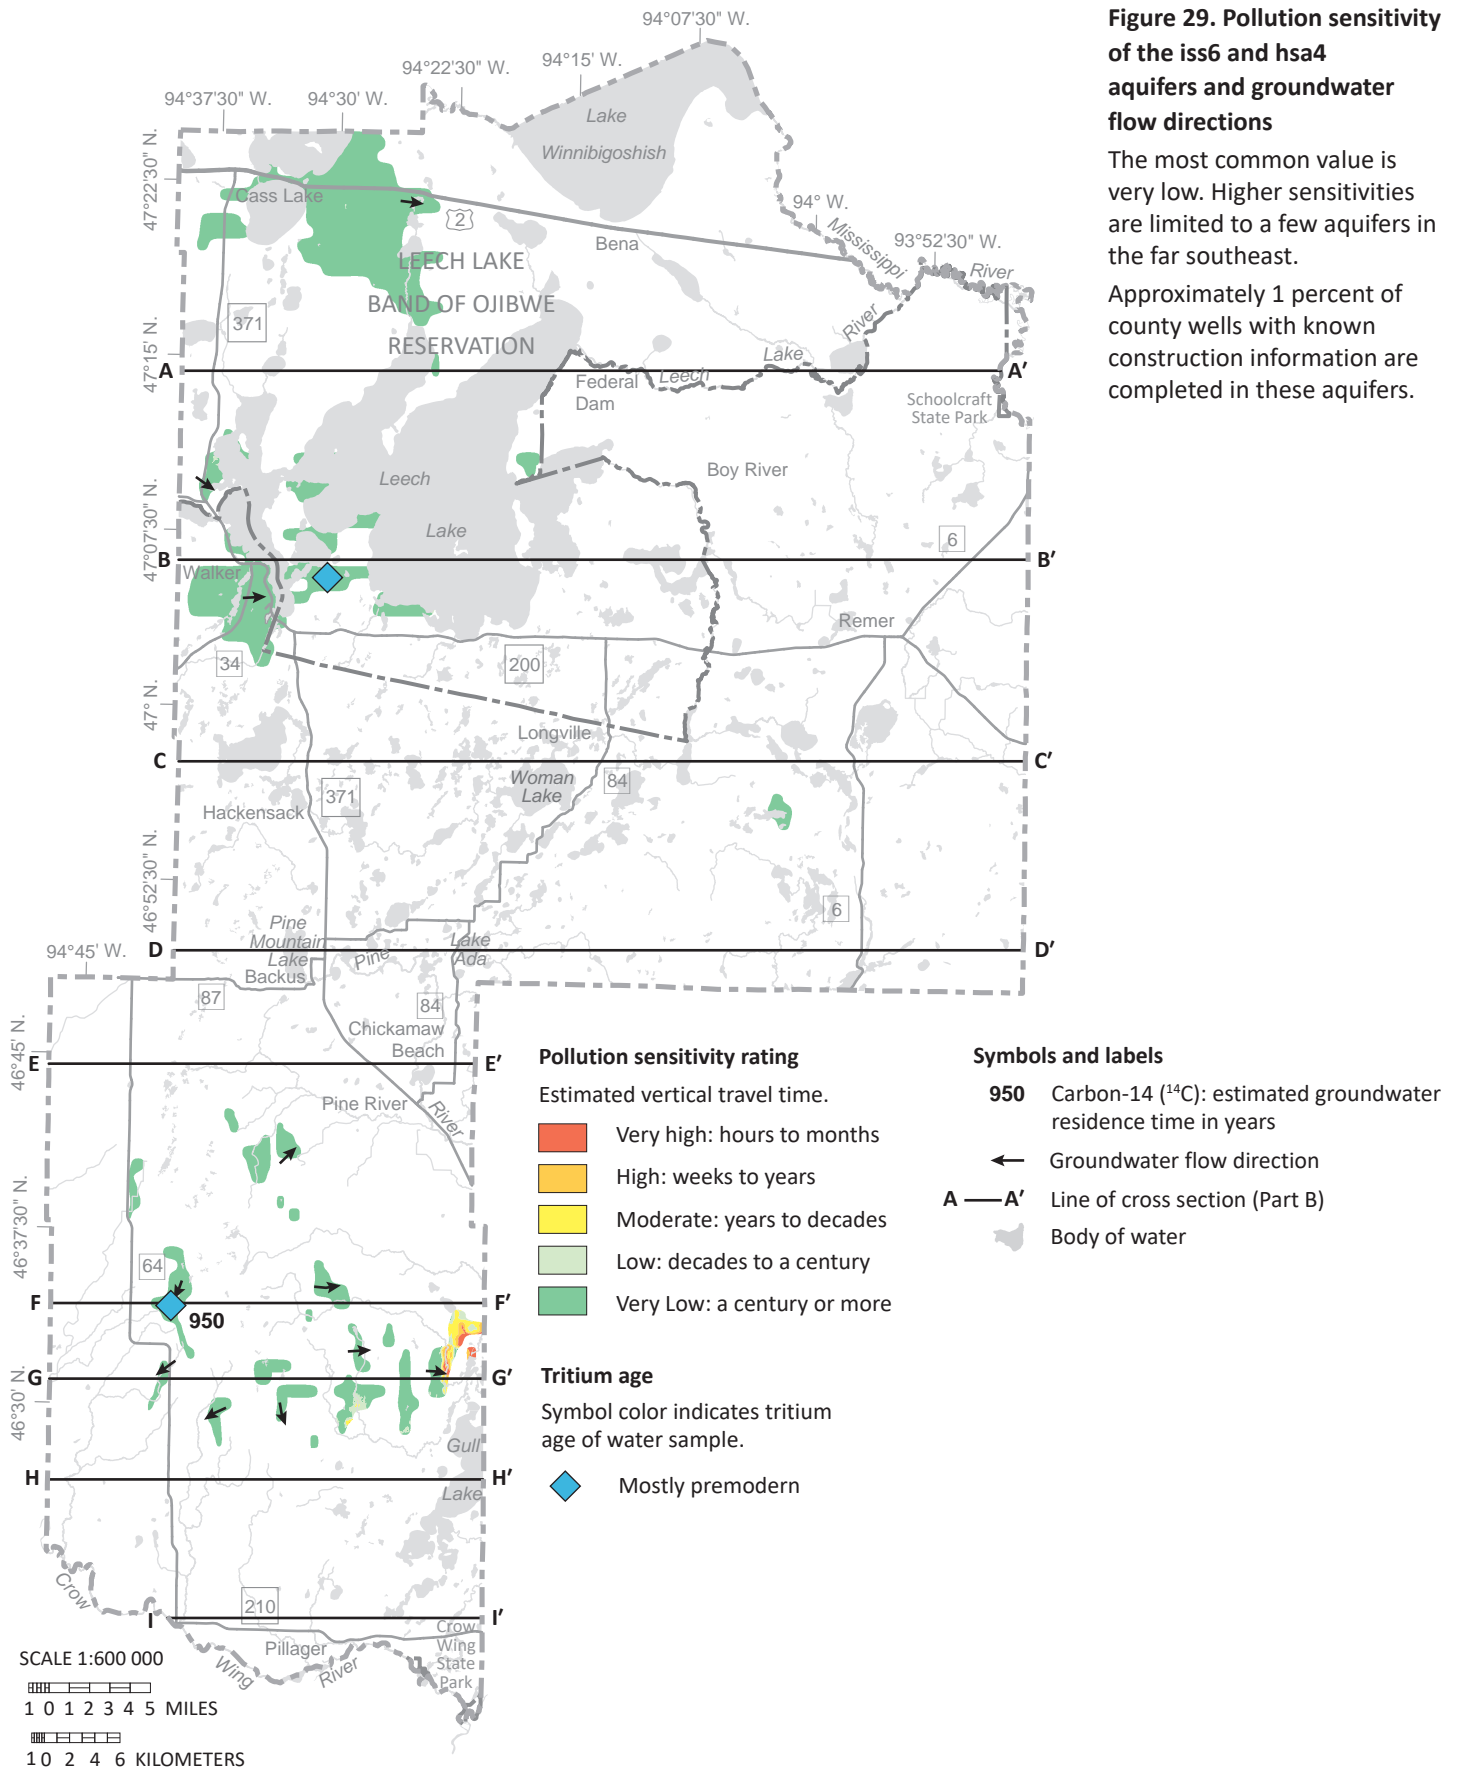 Figure 29. Pollution sensitivity
of the iss6 and hsa4
aquifers and groundwater
flow directions
The most common value is
very low. Higher sensitivities
are limited to a few aquifers in
the far southeast.
Approximately 1 percent of
county wells with known
construction information are
completed in these aquifers.
94°07'30" W.
94°15' W.
94°22'30" W.
94°37'30" W.
94°30' W.
Lake
Winnibigoshish
47°22'30" N.
Cass Lake
2
94° W.
Bena
Mississippi
93°52'30" W.
River
LEECH LAKE
BAND OF OJIBWE
RESERVATION
371
47°15' N.
River
Lake
Leech
A
A′
Federal
Dam
Schoolcraft
State Park
Leech
Lake
Boy River
47°07'30" N.
6
B
B′
Walker
Remer
34
200
47° N.
Longville
C
C′
Woman
Lake
84
371
Hackensack
46°52'30" N.
6
Pine
Mountain
Lake
Pine
Lake
Ada
94°45' W.
D
D′
Backus
87
84
Chickamaw
Beach
46°45' N.
E
E′
Pine River
River
46°37'30" N.
64
F
F′
950
46°30' N.
G
G′
Gull
Lake
H
H′
Crow
210
I
I′
Pillager
Wing
River
Crow
Wing
State
Park
Pollution sensitivity rating
Estimated vertical travel time.
Very high: hours to months
High: weeks to years
Moderate: years to decades
Low: decades to a century
Very Low: a century or more
Tritium age
Symbol color indicates tritium
age of water sample.
Mostly premodern
Symbols and labels
950 Carbon-14 (¹⁴C): estimated groundwater
residence time in years
Groundwater flow direction
A A′ Line of cross section (Part B)
Body of water
SCALE 1:600 000
1 0 1 2 3 4 5 MILES
1 0 2 4 6 KILOMETERS